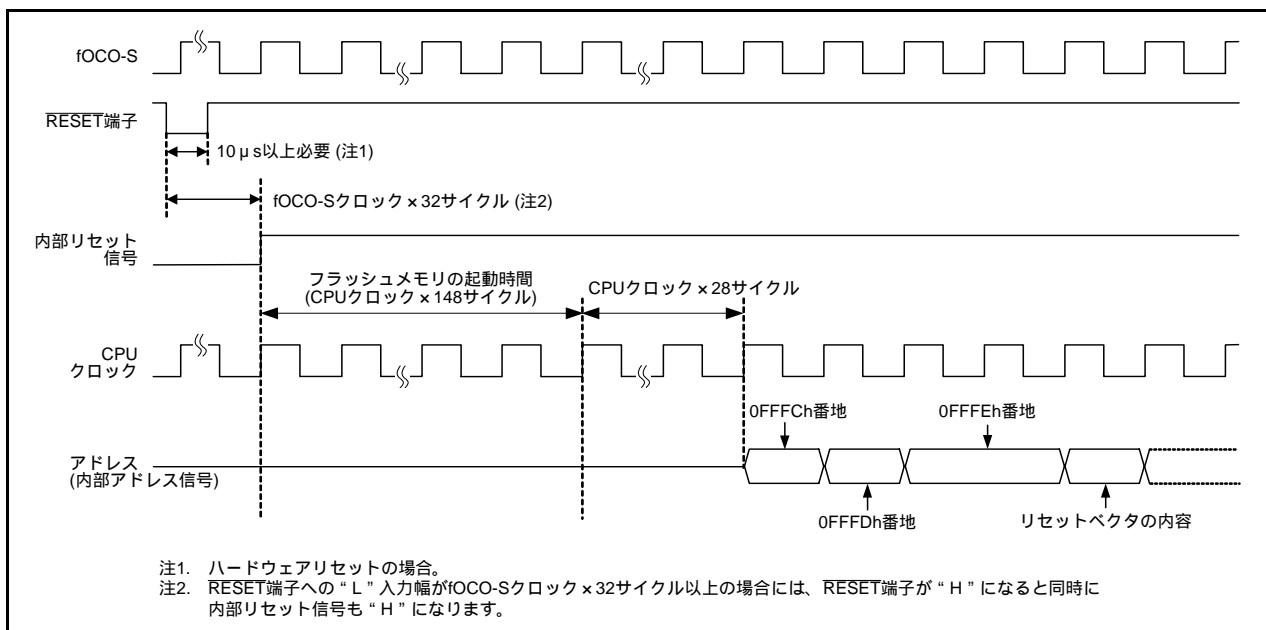 fOCO-S
RESET端子
10μs以上必要 (注1)
fOCO-Sクロック×32サイクル (注2)
内部リセット
信号
フラッシュメモリの起動時間
(CPUクロック×148サイクル)
CPUクロック×28サイクル
CPU
クロック
0FFFCh番地
0FFFEh番地
アドレス
(内部アドレス信号)
0FFFDh番地
リセットベクタの内容
注1. ハードウェアリセットの場合。
注2. RESET端子への“L”入力幅がfOCO-Sクロック×32サイクル以上の場合には、RESET端子が“H”になると同時に
内部リセット信号も“H”になります。